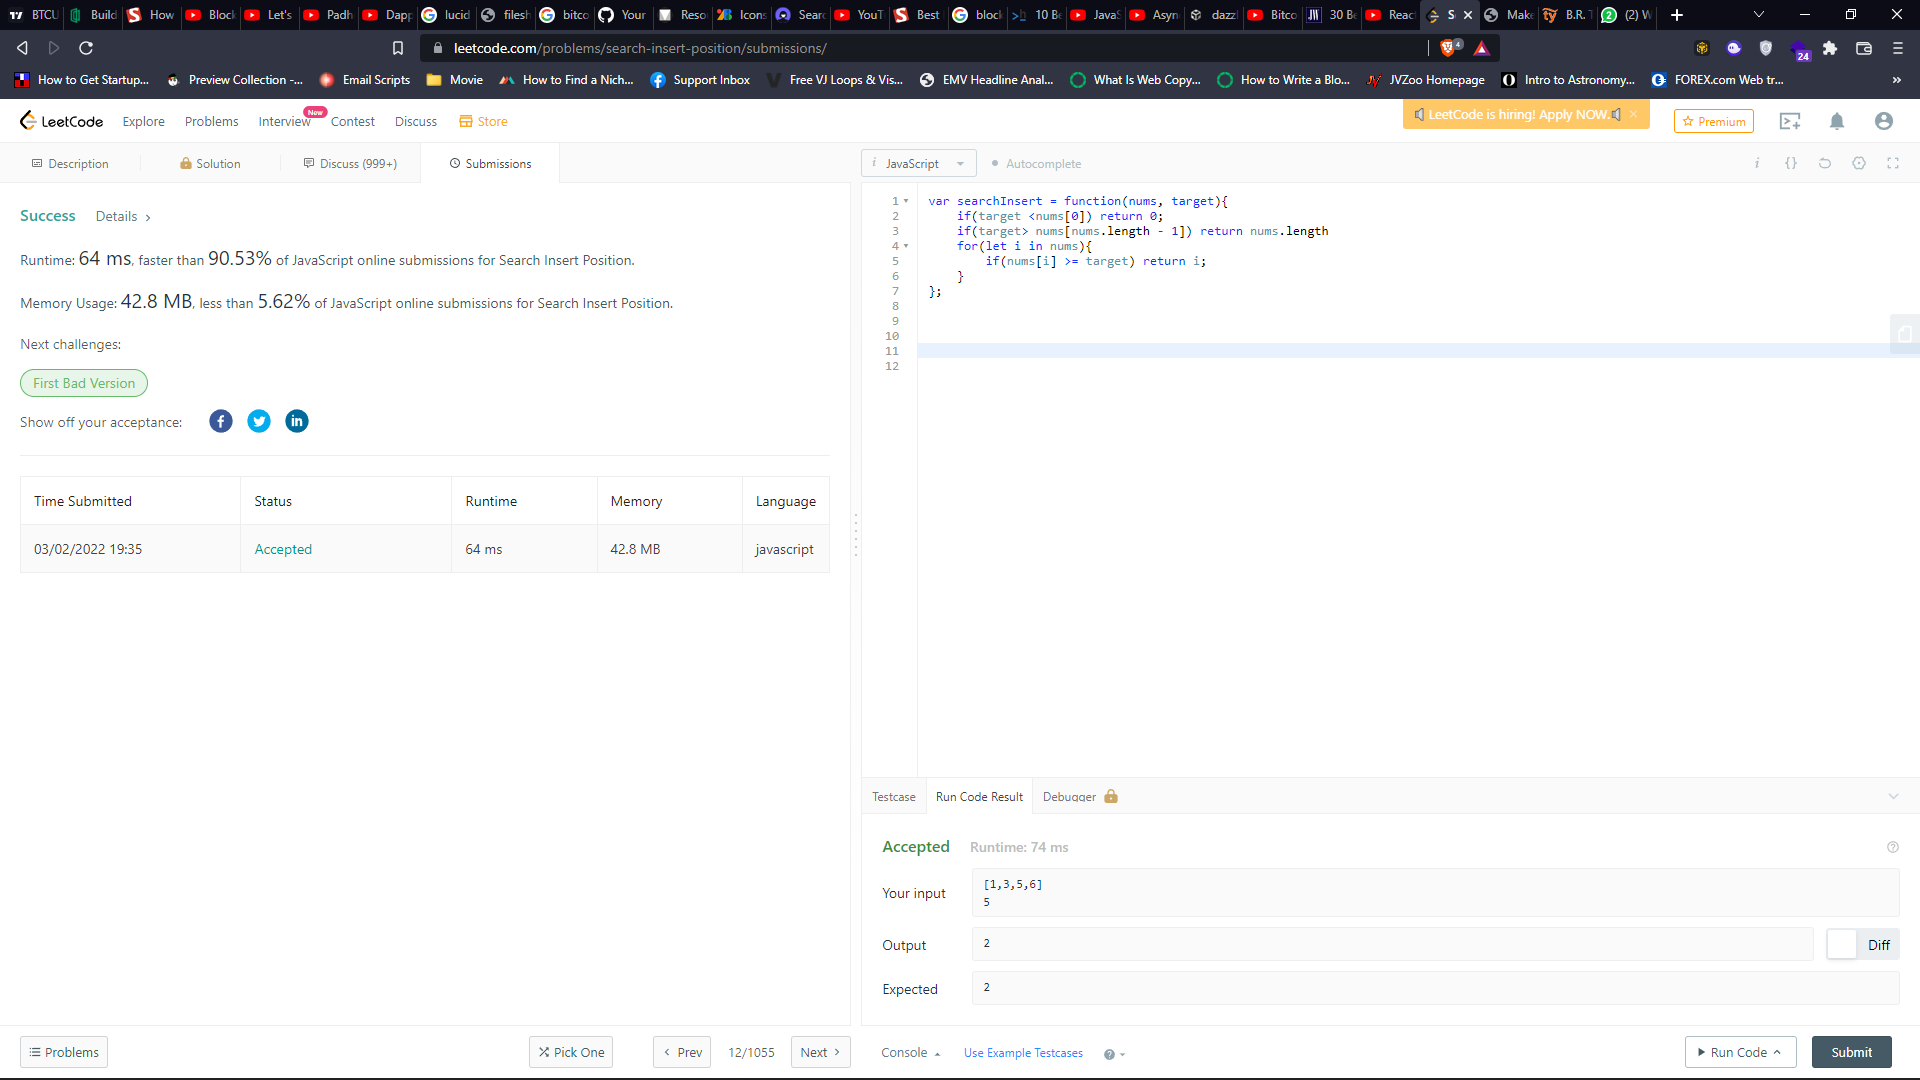 BTCU
Build
How
Block
Let's
Padh
Dapp
lucid
filesh
bitco
Your
Reso
Icons
Searc
YouT
Best
block
10 Be
JavaS
Asyn
dazzl
Bitco
30 Be
Reac
Make
B.R. T
(2) W
leetcode.com/problems/search-insert-position/submissions/
4
24
How to Get Startup...
Preview Collection -...
Email Scripts
Movie
How to Find a Nich...
Support Inbox
Free VJ Loops & Vis...
EMV Headline Anal...
What Is Web Copy...
How to Write a Blo...
JVZoo Homepage
Intro to Astronomy...
FOREX.com Web tr...
»
LeetCode
Explore
Problems
Interview
New
Contest
Discuss
Store
LeetCode is hiring! Apply NOW.
Premium
Description
Solution
Discuss (999+)
Submissions
i JavaScript
Autocomplete
Success Details
Runtime: 64 ms, faster than 90.53% of JavaScript online submissions for Search Insert Position.
Memory Usage: 42.8 MB, less than 5.62% of JavaScript online submissions for Search Insert Position.
Next challenges:
First Bad Version
Show off your acceptance:
Time Submitted Status Runtime Memory Language
03/02/2022 19:35 Accepted 64 ms 42.8 MB javascript
1 var searchInsert = function(nums, target){
2 if(target <nums[0]) return 0;
3 if(target> nums[nums.length - 1]) return nums.length
4 for(let i in nums){
5 if(nums[i] >= target) return i;
6 }
7 };
8
9
10
11
12
Testcase
Run Code Result
Debugger
Accepted Runtime: 74 ms
Your input
[1,3,5,6]
5
Output
2
Diff
Expected
2
Problems
Pick One
Prev
12/1055
Next
Console
Use Example Testcases
Run Code
Submit